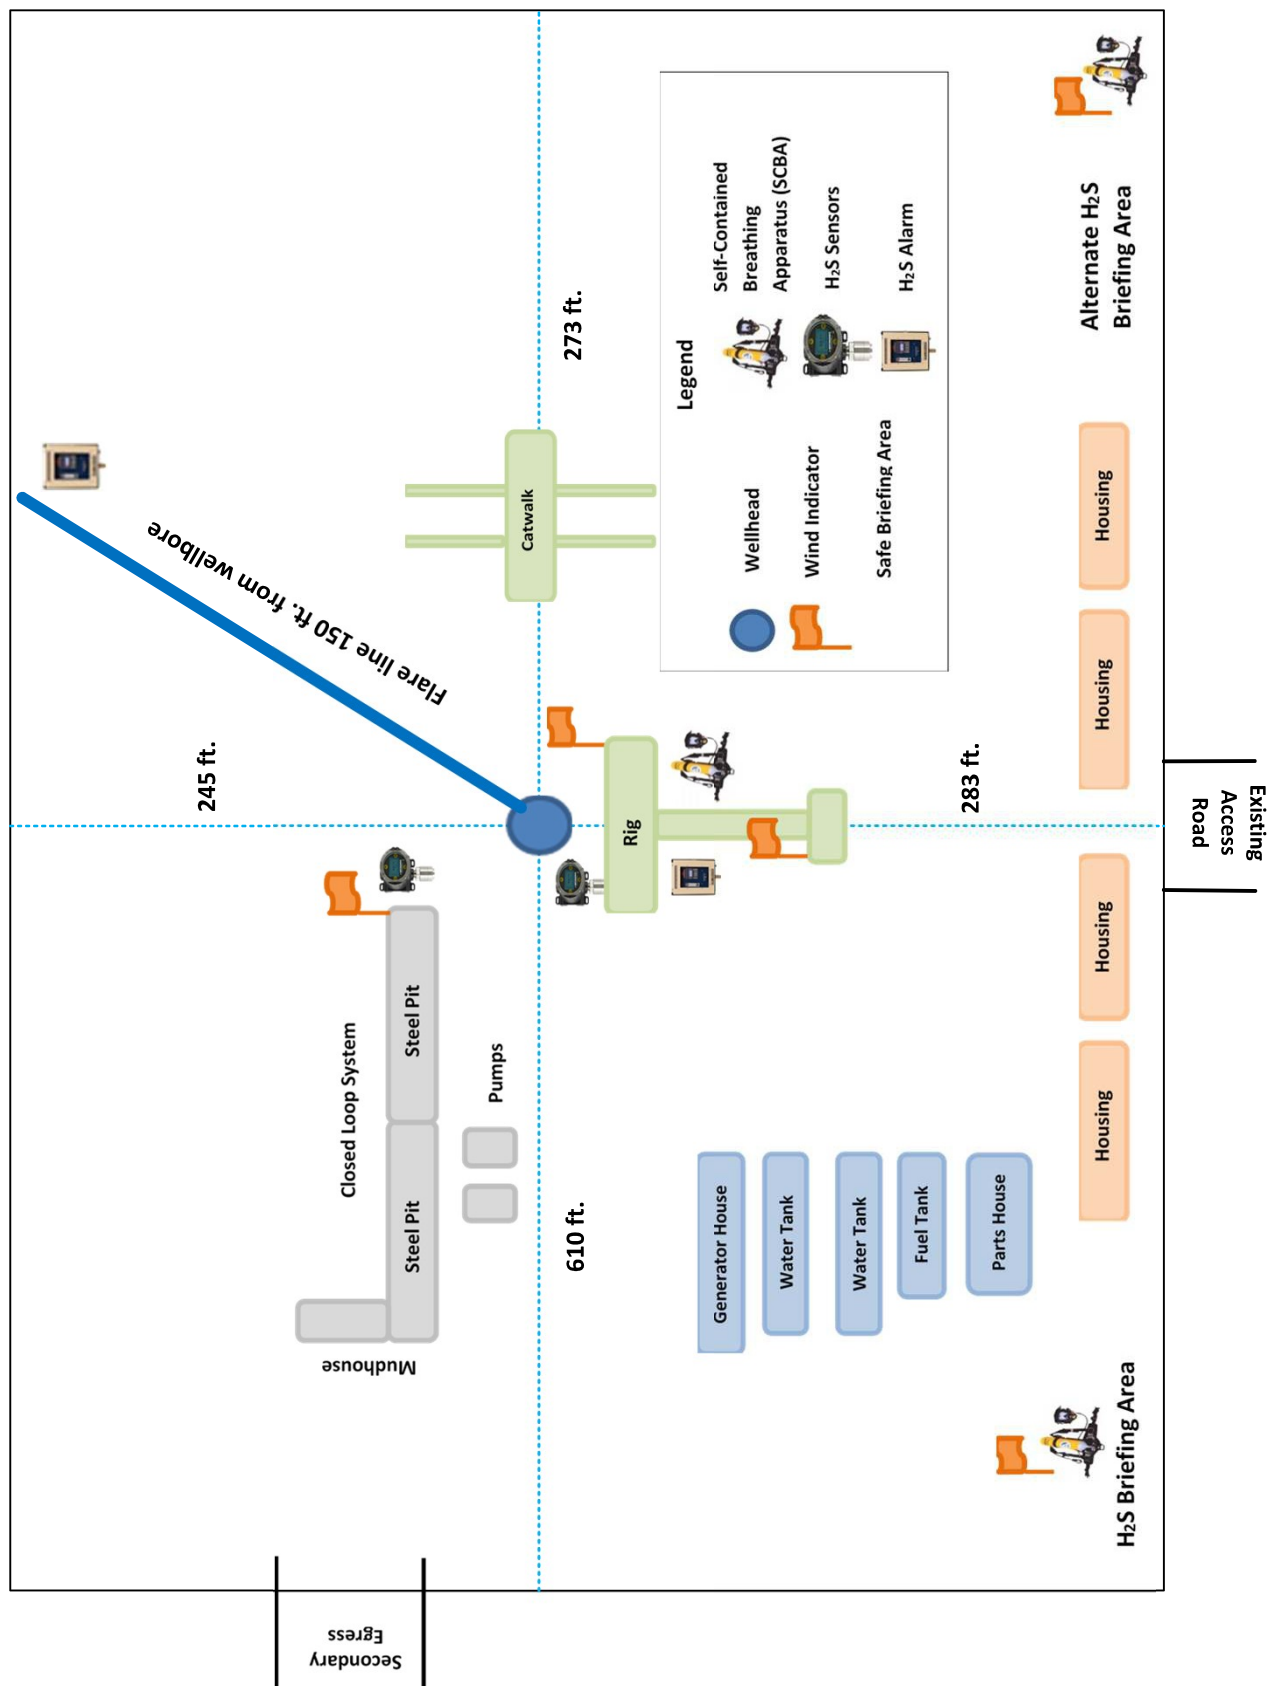 Secondary
Egress
Mudhouse
Closed Loop System
Steel Pit
Steel Pit
Pumps
245 ft.
Flare line 150 ft. from wellbore
610 ft.
273 ft.
Catwalk
Rig
283 ft.
Generator House
Water Tank
Water Tank
Fuel Tank
Parts House
Legend
Wellhead
Wind Indicator
Safe Briefing Area
Self-Contained
Breathing
Apparatus (SCBA)
H₂S Sensors
H₂S Alarm
H₂S Briefing Area
Housing
Housing
Housing
Housing
Alternate H₂S
Briefing Area
Existing
Access
Road